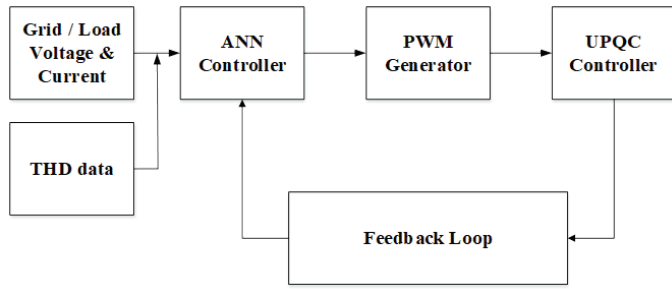 Grid / Load
Voltage &
Current
ANN
Controller
PWM
Generator
UPQC
Controller
THD data
Feedback Loop